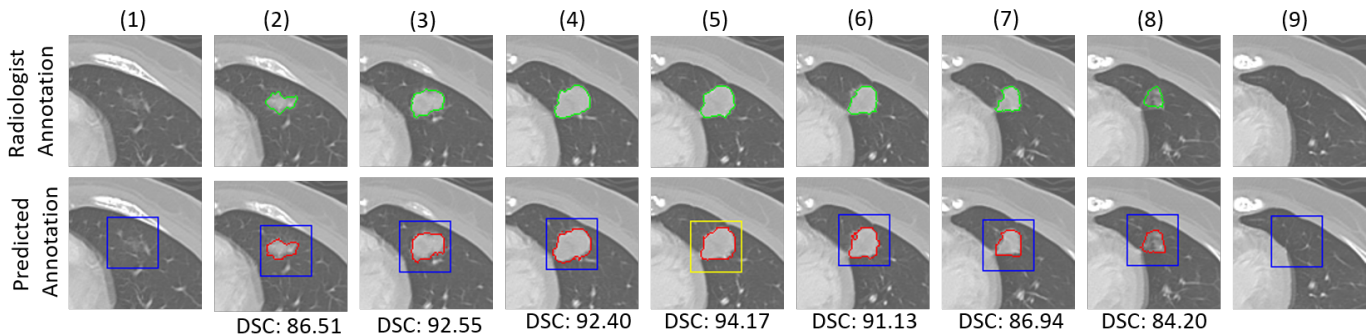 (1) (2) (3) (4) (5) (6) (7) (8) (9)
Radiologist
Annotation
Predicted
Annotation
DSC: 86.51 DSC: 92.55 DSC: 92.40 DSC: 94.17 DSC: 91.13 DSC: 86.94 DSC: 84.20